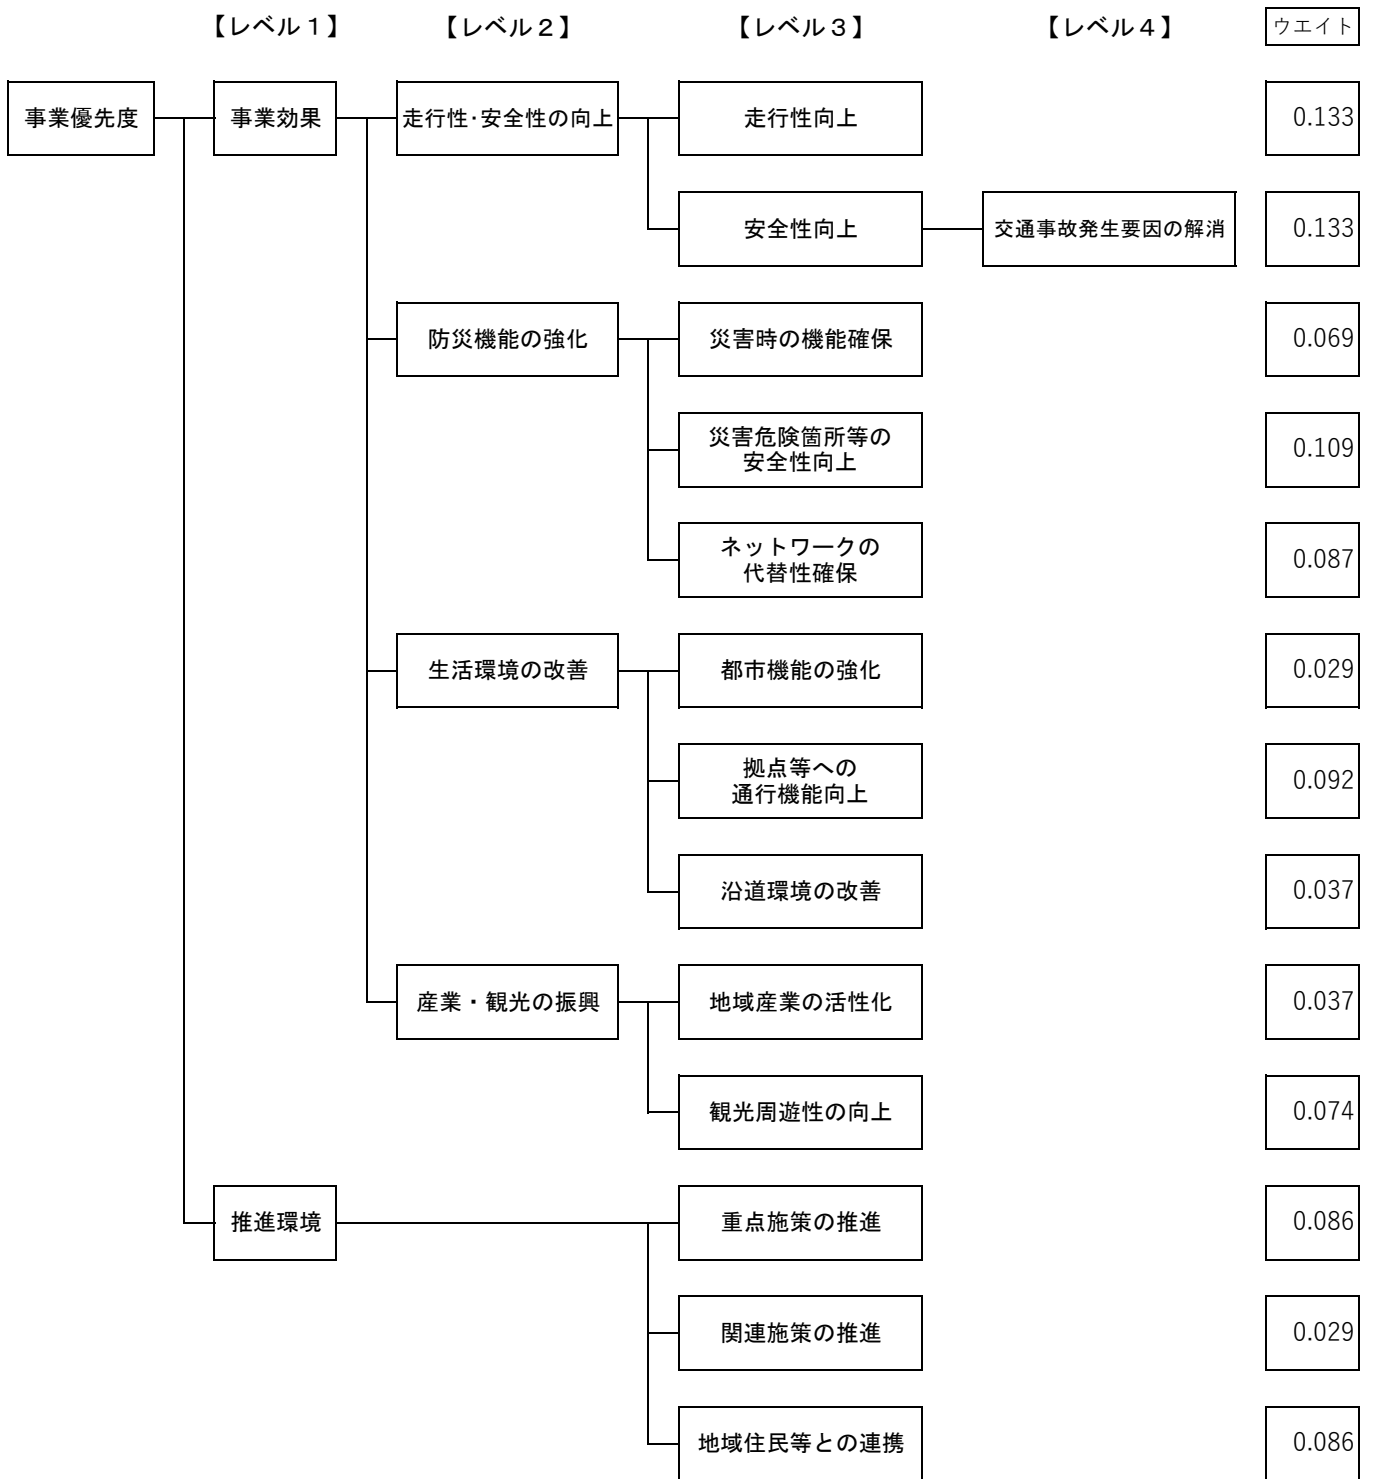 【レベル１】 【レベル２】 【レベル３】 【レベル４】 ウエイト
事業優先度 事業効果 走行性･安全性の向上 走行性向上 0.133
安全性向上 交通事故発生要因の解消 0.133
防災機能の強化 災害時の機能確保 0.069
災害危険箇所等の
安全性向上 0.109
ネットワークの
代替性確保 0.087
生活環境の改善 都市機能の強化 0.029
拠点等への
通行機能向上 0.092
沿道環境の改善 0.037
産業・観光の振興 地域産業の活性化 0.037
観光周遊性の向上 0.074
推進環境 重点施策の推進 0.086
関連施策の推進 0.029
地域住民等との連携 0.086